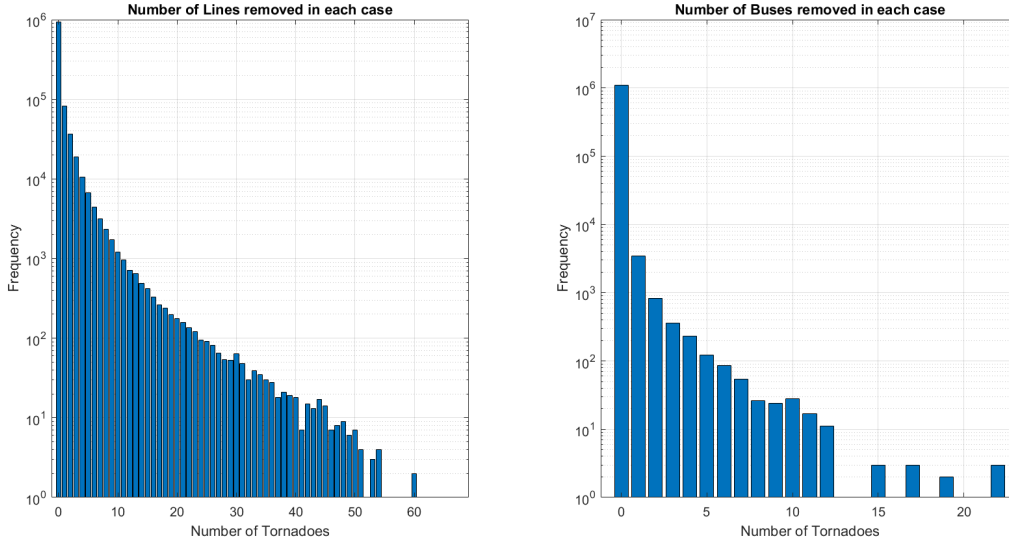 Number of Lines removed in each case
10^6
10^5
10^4
10^3
10^2
10^1
10^0
Frequency
0 10 20 30 40 50 60
Number of Tornadoes
Number of Buses removed in each case
10^7
10^6
10^5
10^4
10^3
10^2
10^1
10^0
Frequency
0 5 10 15 20
Number of Tornadoes